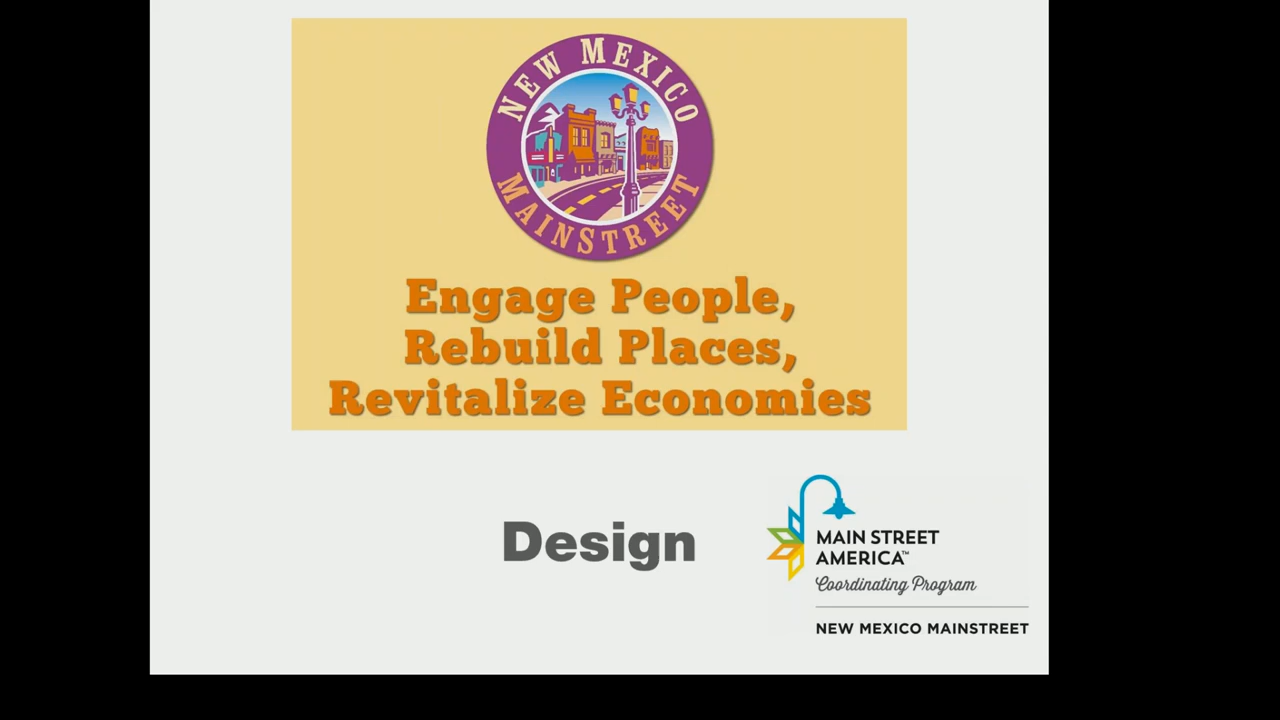 NEW MEXICO
MAINSTREET
Engage People,
Rebuild Places,
Revitalize Economies
Design
MAIN STREET
AMERICA™
Coordinating Program
NEW MEXICO MAINSTREET